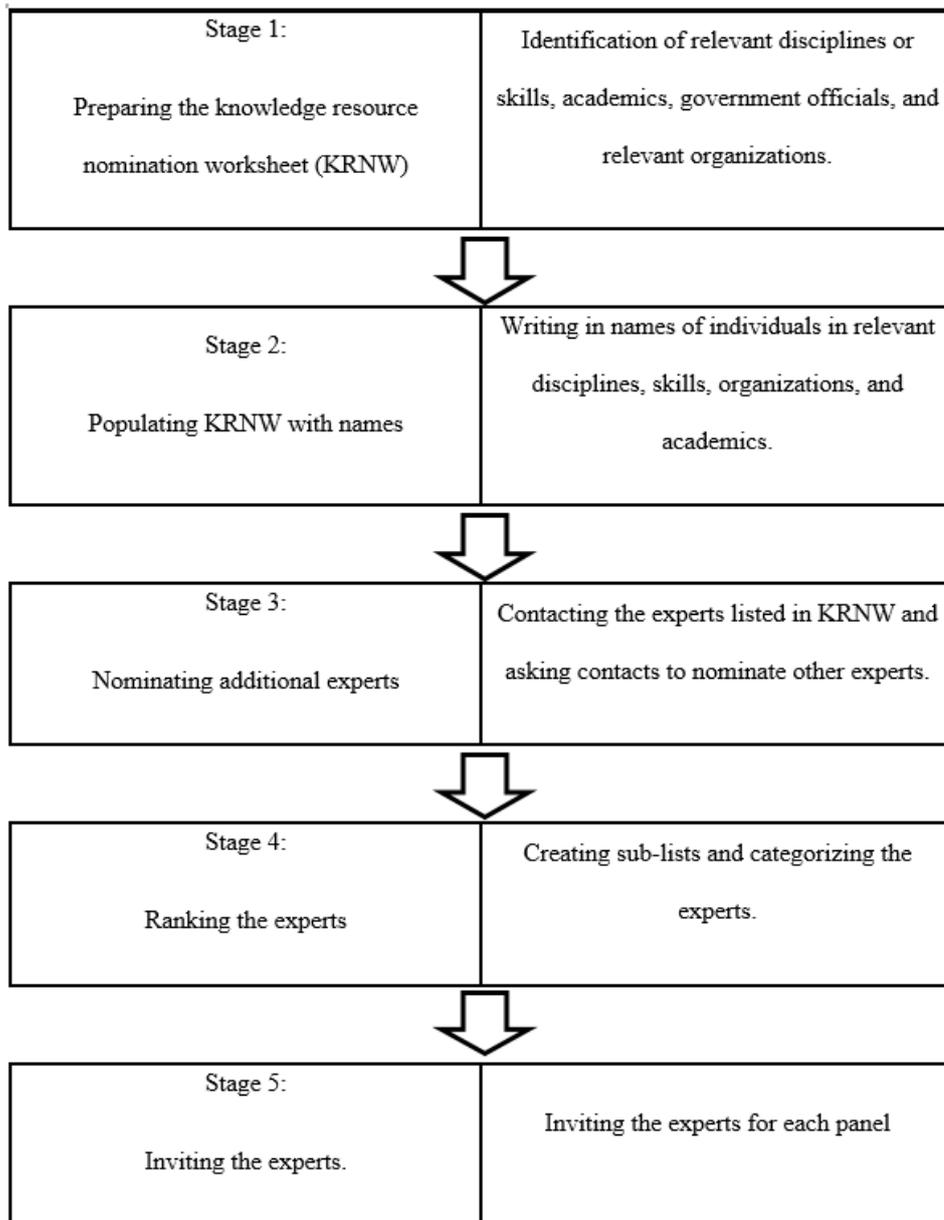 Stage 1:
Preparing the knowledge resource
nomination worksheet (KRNW)
Identification of relevant disciplines or
skills, academics, government officials, and
relevant organizations.
Stage 2:
Populating KRNW with names
Writing in names of individuals in relevant
disciplines, skills, organizations, and
academics.
Stage 3:
Nominating additional experts
Contacting the experts listed in KRNW and
asking contacts to nominate other experts.
Stage 4:
Ranking the experts
Creating sub-lists and categorizing the
experts.
Stage 5:
Inviting the experts.
Inviting the experts for each panel